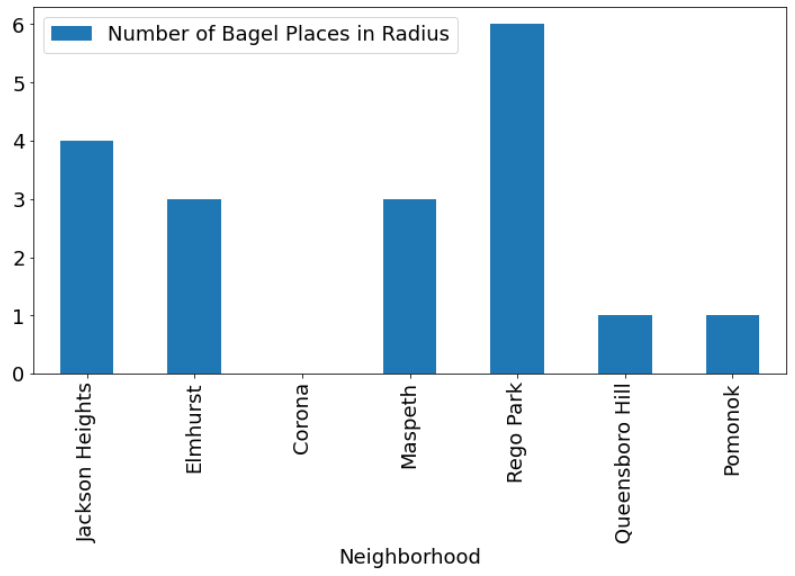 Number of Bagel Places in Radius
6
5
4
3
2
1
0
Jackson Heights
Elmhurst
Corona
Maspeth
Rego Park
Queensboro Hill
Pomonok
Neighborhood